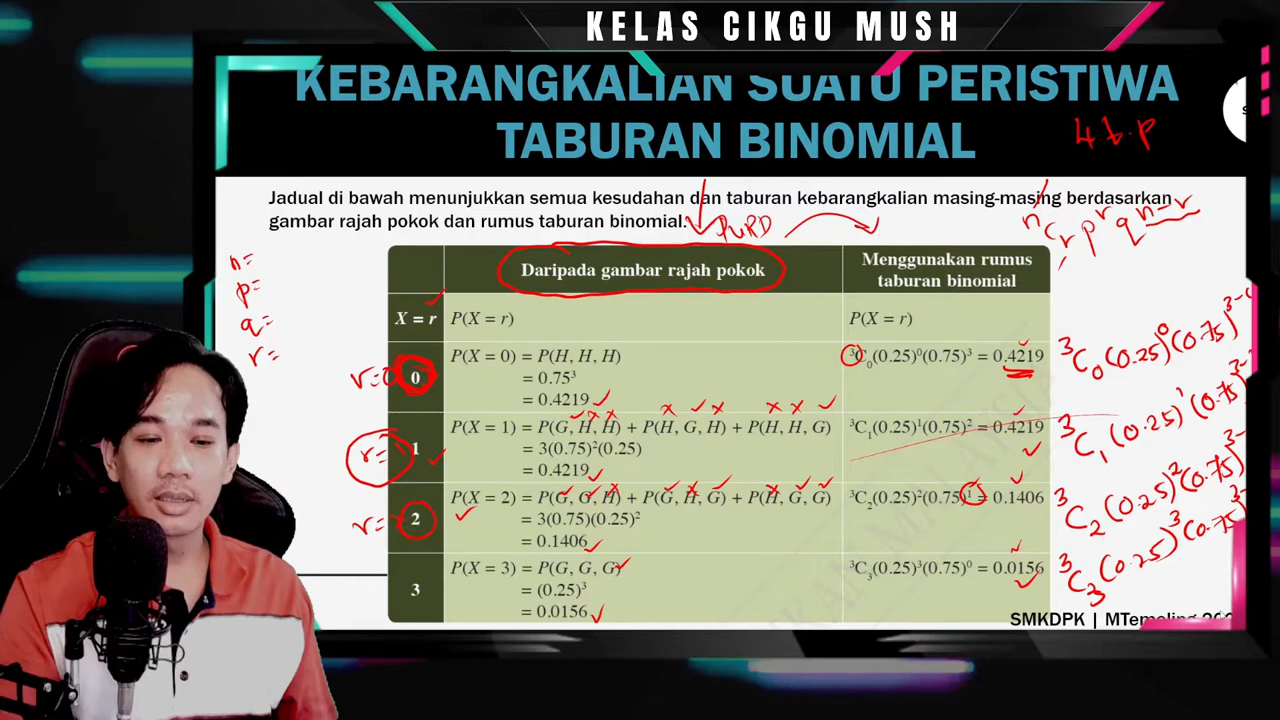 KELAS CIKGU MUSH
KEBARANGKALIAN SUATU PERISTIWA
TABURAN BINOMIAL
4 t.p
Jadual di bawah menunjukkan semua kesudahan dan taburan kebarangkalian masing-masing berdasarkan
gambar rajah pokok dan rumus taburan binomial.
ⁿCᵣ pʳ qⁿ⁻ʳ
n=
p=
q=
r=
Daripada gambar rajah pokok
Menggunakan rumus
taburan binomial
X = r
P(X = r)
P(X = r)
r=0
0
P(X = 0) = P(H, H, H)
= 0.75³
= 0.4219
³C₀(0.25)⁰(0.75)³ = 0.4219
³C₀(0.25)⁰(0.75)³⁻
r=
1
P(X = 1) = P(G, H, H) + P(H, G, H) + P(H, H, G)
= 3(0.75)²(0.25)
= 0.4219
³C₁(0.25)¹(0.75)² = 0.4219
³C₁(0.25)¹(0.75)³⁻
r=
2
P(X = 2) = P(G, G, H) + P(G, H, G) + P(H, G, G)
= 3(0.75)(0.25)²
= 0.1406
³C₂(0.25)²(0.75)¹ = 0.1406
³C₂(0.25)²(0.75)³⁻
3
P(X = 3) = P(G, G, G)
= (0.25)³
= 0.0156
³C₃(0.25)³(0.75)⁰ = 0.0156
³C₃(0.25)³(0.75)³⁻
SMKDPK | MTemeling